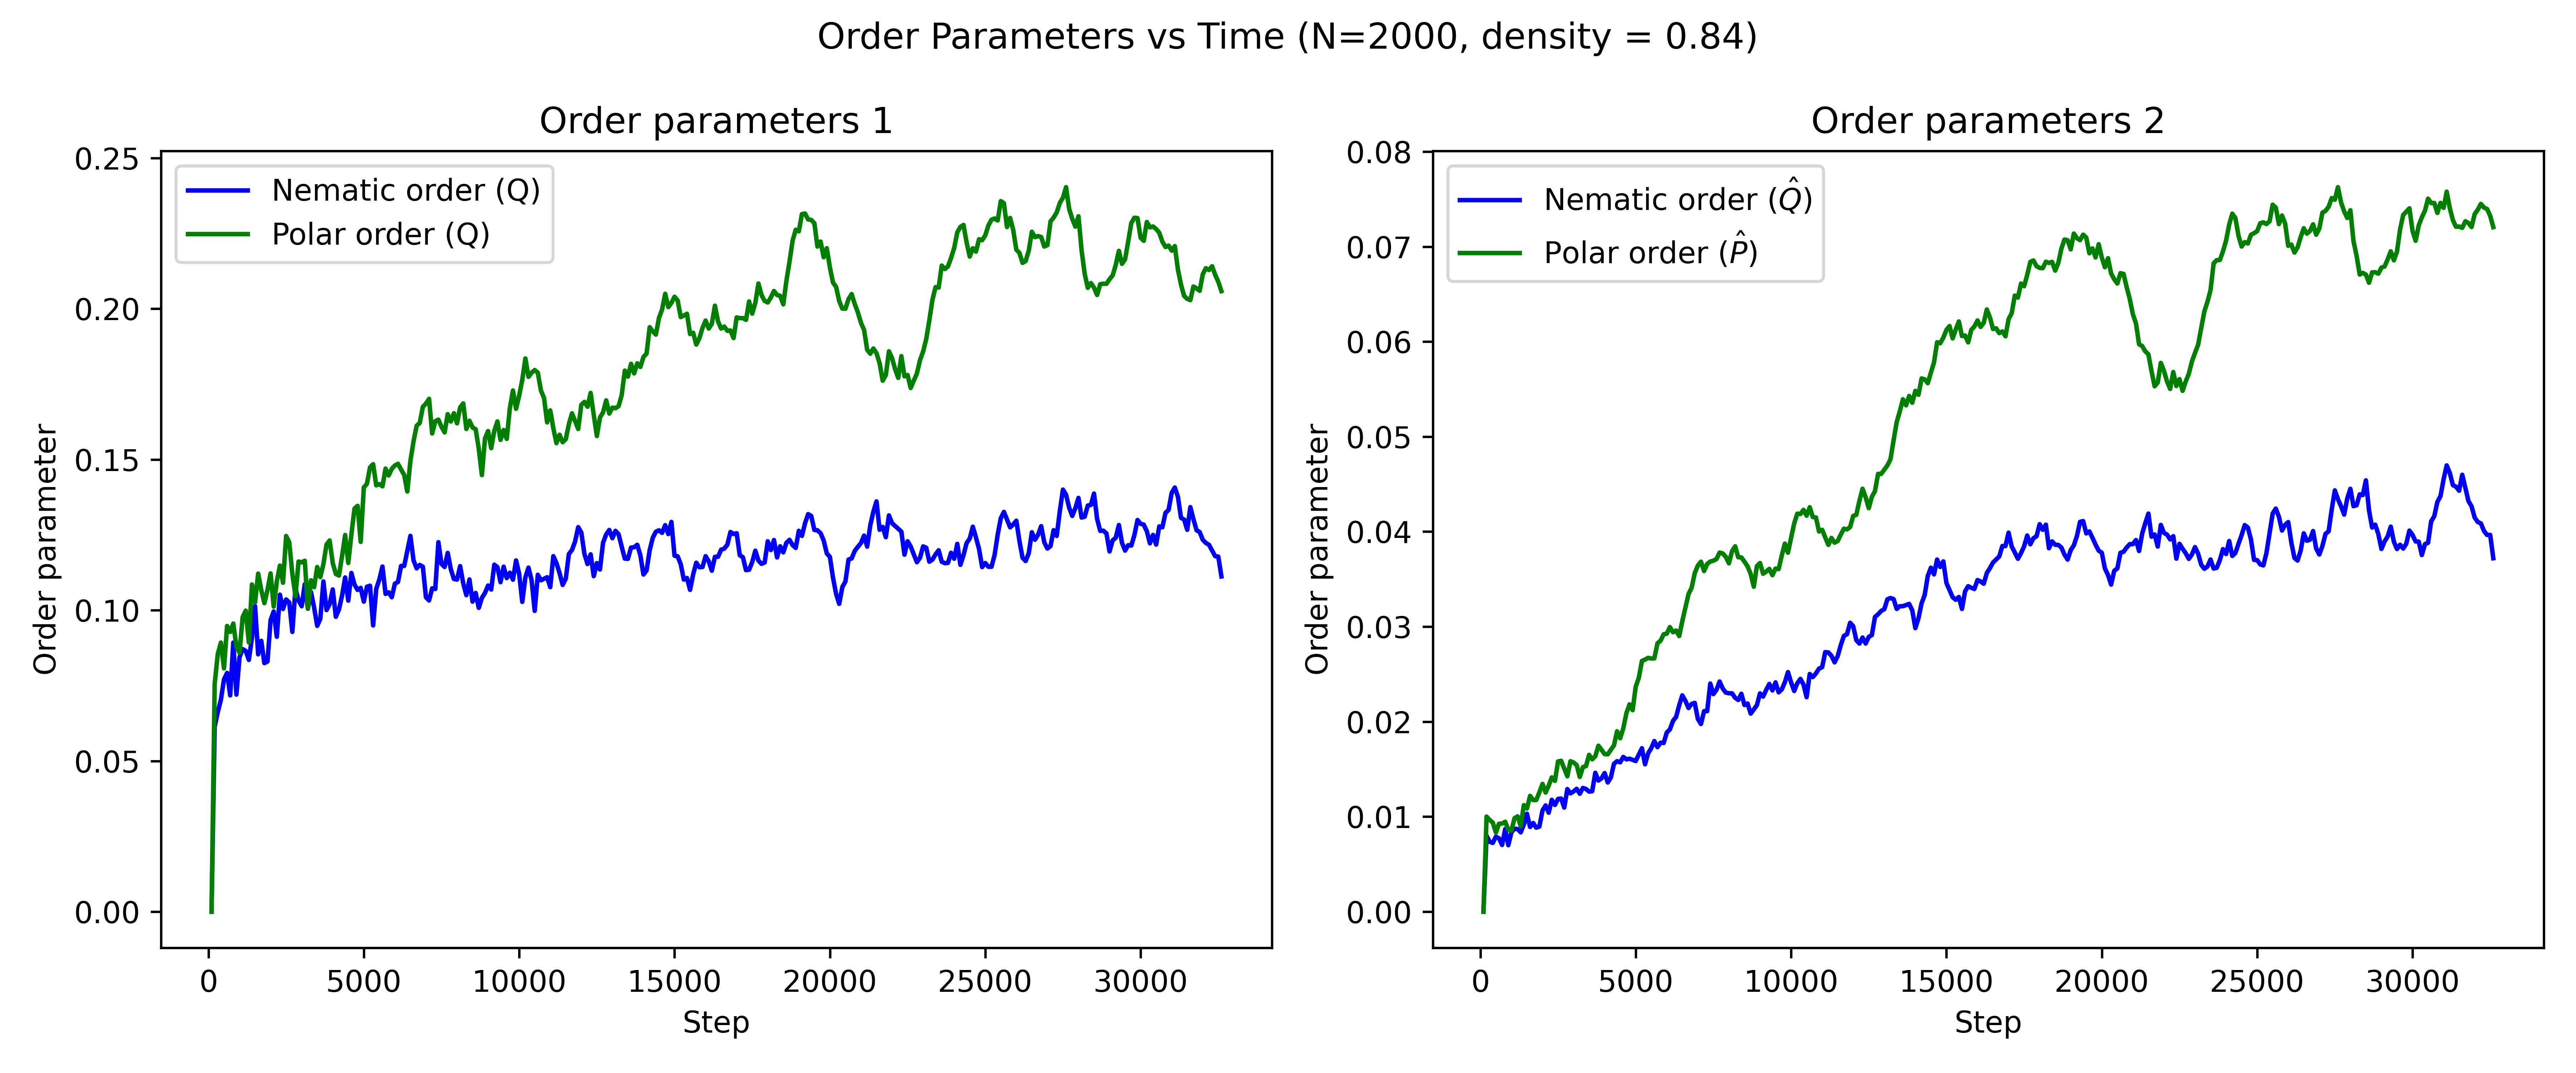 Order Parameters vs Time (N=2000, density = 0.84)
Order parameters 1
0.25
0.20
0.15
0.10
0.05
0.00
Order parameter
Nematic order (Q)
Polar order (Q)
0 5000 10000 15000 20000 25000 30000
Step
Order parameters 2
0.08
0.07
0.06
0.05
0.04
0.03
0.02
0.01
0.00
Order parameter
Nematic order (Q̂)
Polar order (P̂)
0 5000 10000 15000 20000 25000 30000
Step